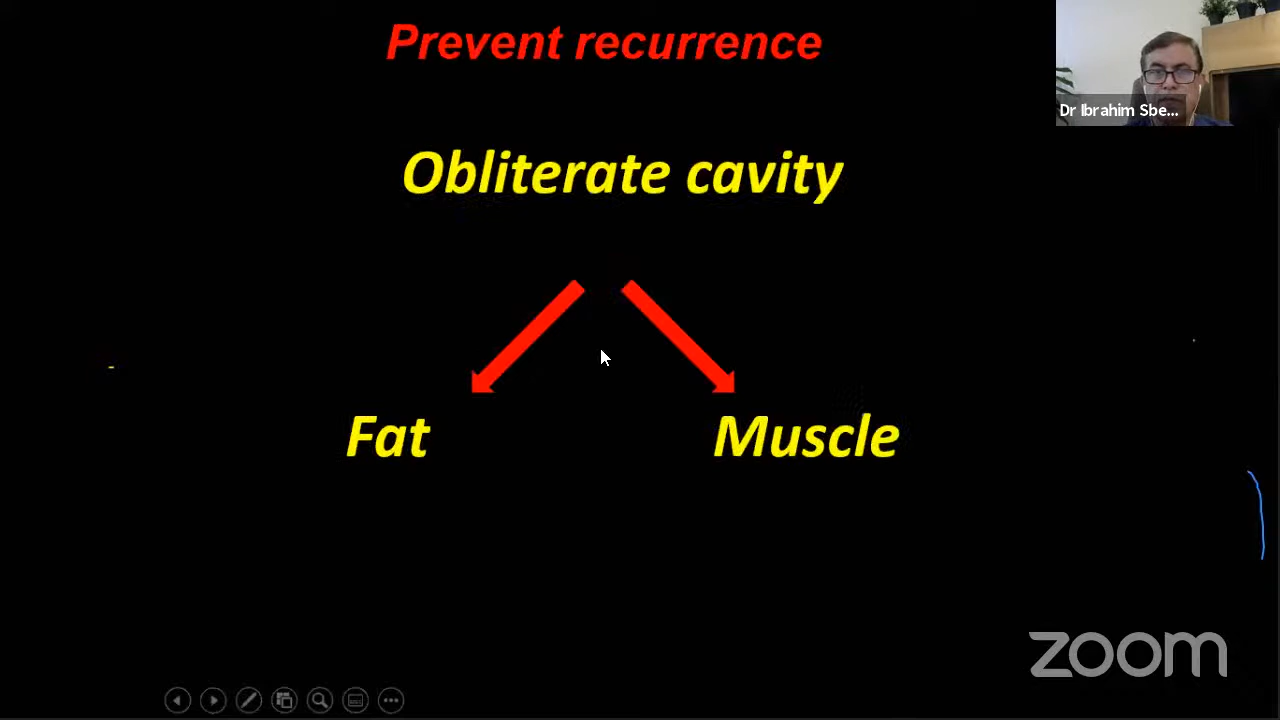 Prevent recurrence
Dr Ibrahim Sbe...
Obliterate cavity
Fat
Muscle
zoom